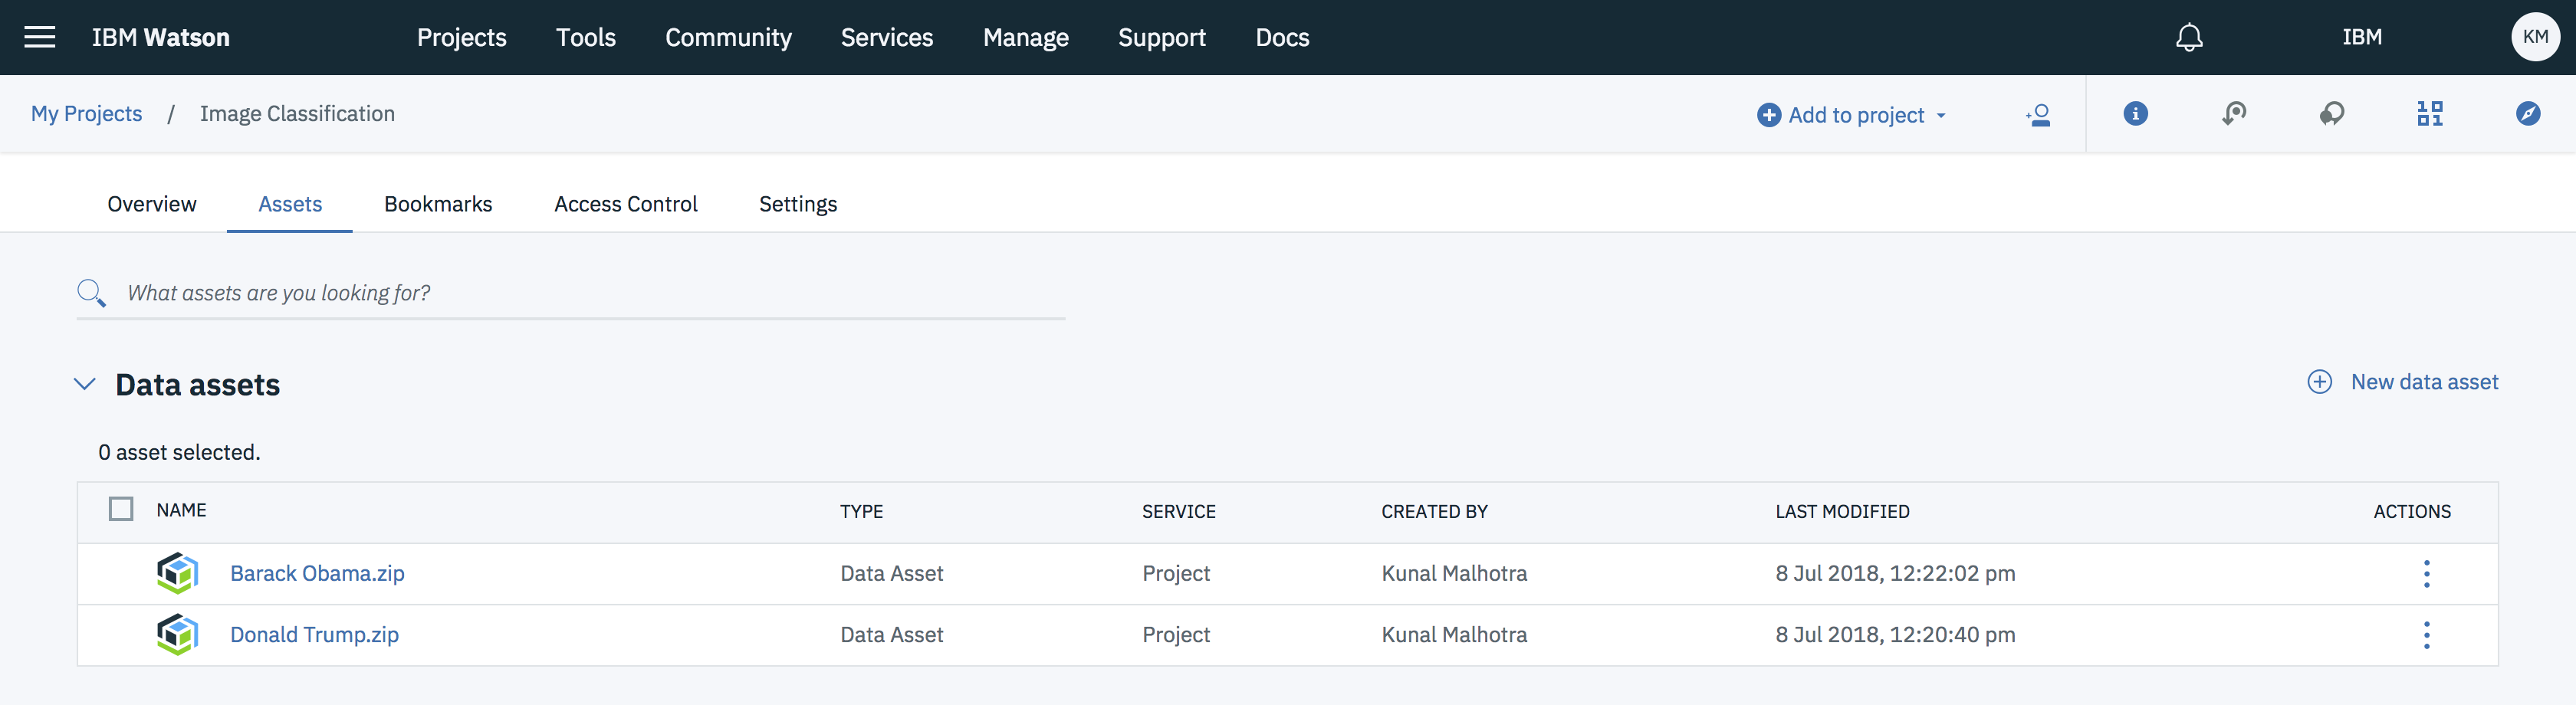 IBM Watson Projects Tools Community Services Manage Support Docs IBM KM
My Projects / Image Classification Add to project
Overview Assets Bookmarks Access Control Settings
What assets are you looking for?
Data assets New data asset
0 asset selected.
NAME TYPE SERVICE CREATED BY LAST MODIFIED ACTIONS
Barack Obama.zip Data Asset Project Kunal Malhotra 8 Jul 2018, 12:22:02 pm
Donald Trump.zip Data Asset Project Kunal Malhotra 8 Jul 2018, 12:20:40 pm